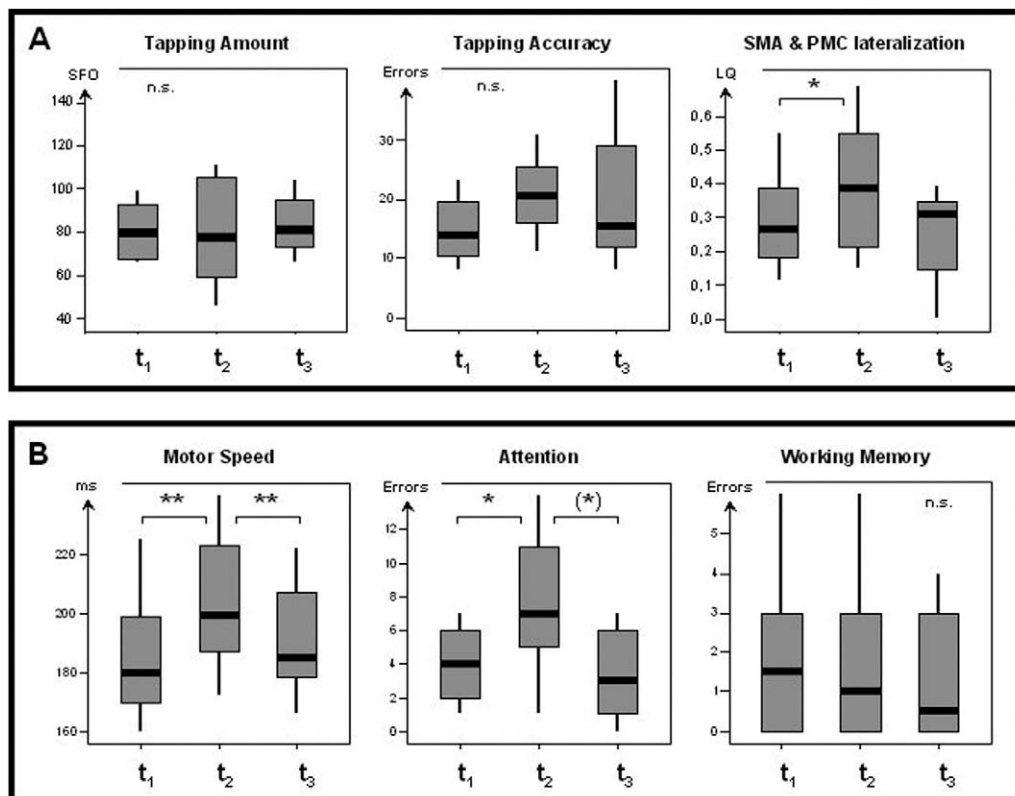 A
Tapping Amount
SFO
n.s.
140
120
100
80
60
40
t1
t2
t3
Tapping Accuracy
Errors
n.s.
30
20
10
0
t1
t2
t3
SMA & PMC lateralization
LQ
*
0,6
0,5
0,4
0,3
0,2
0,1
0,0
t1
t2
t3
B
Motor Speed
ms
** **
220
200
180
160
t1
t2
t3
Attention
Errors
* (*)
12
10
8
6
4
2
0
t1
t2
t3
Working Memory
Errors
n.s.
5
4
3
2
1
0
t1
t2
t3